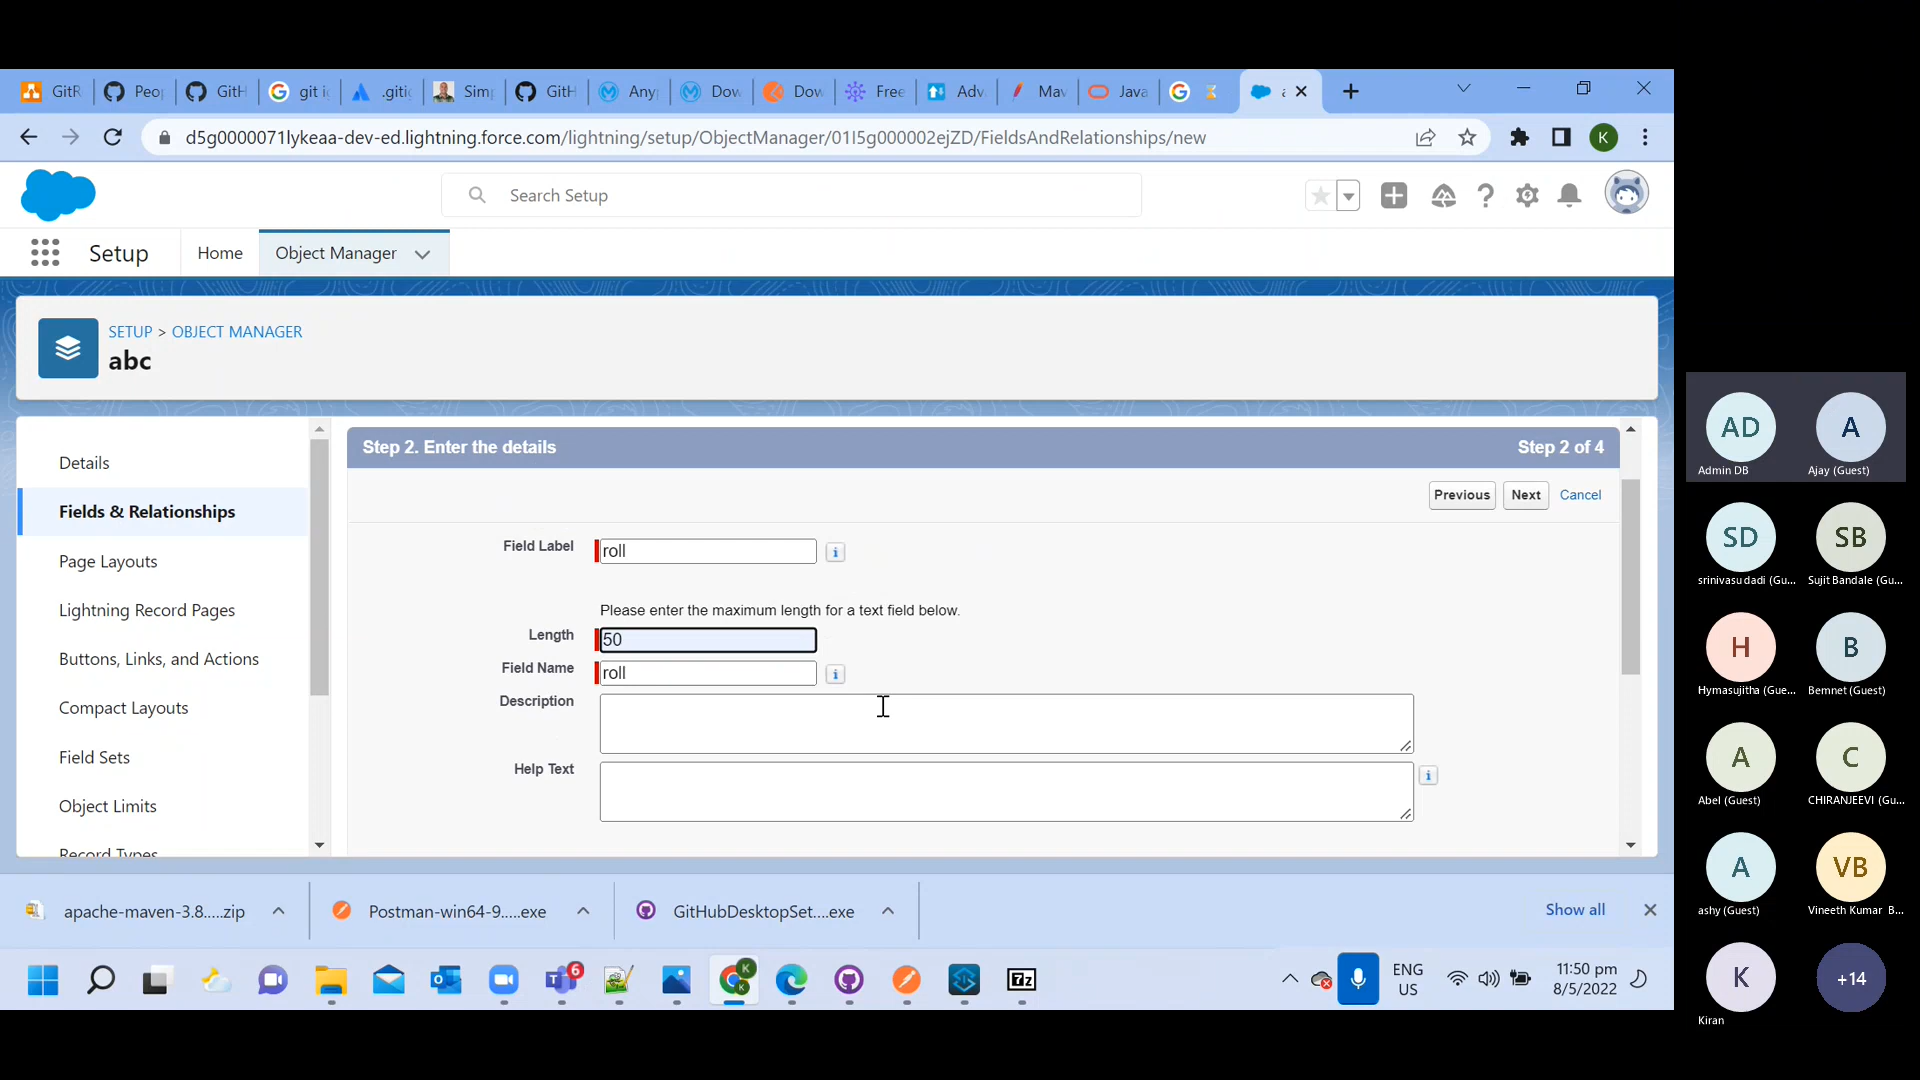 GitR
Peo
GitH
git i
.gitig
Simp
GitH
Any
Dow
Dow
Free
Adv
Mav
Java
d5g0000071lykeaa-dev-ed.lightning.force.com/lightning/setup/ObjectManager/01I5g000002ejZD/FieldsAndRelationships/new
K
Search Setup
Setup
Home
Object Manager
SETUP > OBJECT MANAGER
abc
Details
Fields & Relationships
Page Layouts
Lightning Record Pages
Buttons, Links, and Actions
Compact Layouts
Field Sets
Object Limits
Record Types
Step 2. Enter the details
Step 2 of 4
Previous
Next
Cancel
Field Label
roll
Please enter the maximum length for a text field below.
Length
50
Field Name
roll
Description
Help Text
apache-maven-3.8.....zip
Postman-win64-9.....exe
GitHubDesktopSet....exe
Show all
6
K
7z
ENG
US
11:50 pm
8/5/2022
AD
Admin DB
A
Ajay (Guest)
SD
srinivasu dadi (Gu...
SB
Sujit Bandale (Gu...
H
Hymasujitha (Gue...
B
Bemnet (Guest)
A
Abel (Guest)
C
CHIRANJEEVI (Gu...
A
ashy (Guest)
VB
Vineeth Kumar B...
K
Kiran
+14